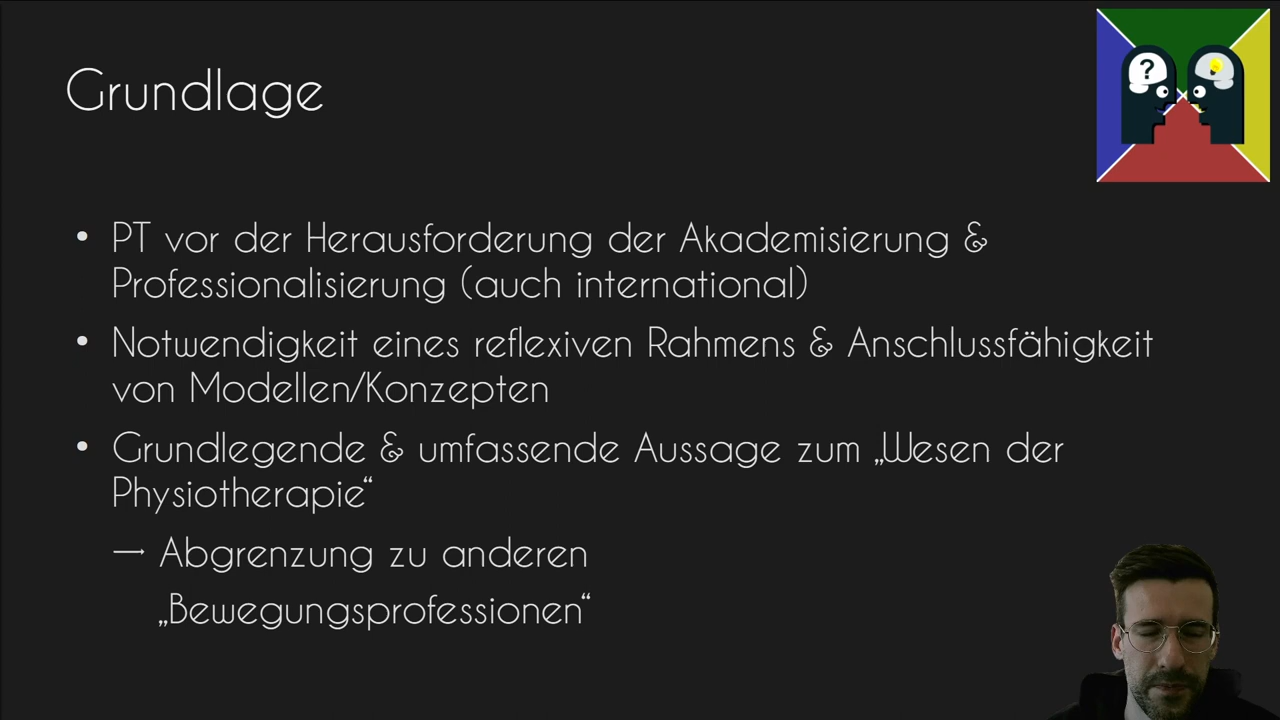 Grundlage
• PT vor der Herausforderung der Akademisierung &
Professionalisierung (auch international)
• Notwendigkeit eines reflexiven Rahmens & Anschlussfähigkeit
von Modellen/Konzepten
• Grundlegende & umfassende Aussage zum „Wesen der
Physiotherapie“
→ Abgrenzung zu anderen
„Bewegungsprofessionen“
?